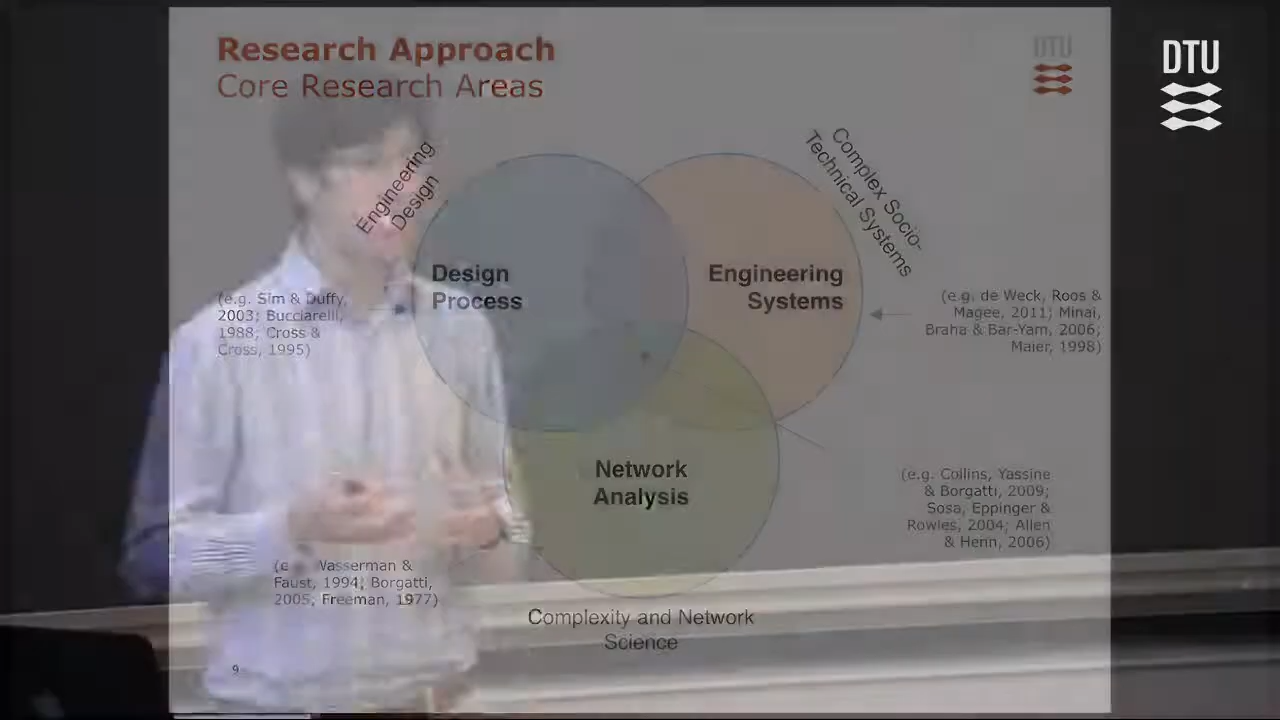 Research Approach
Core Research Areas
DTU
DTU
Engineering
Design
Complex Socio-
Technical Systems
Design
Process
Engineering
Systems
(e.g. Sim & Duffy,
2003; Bucciarelli,
1988; Cross &
Cross, 1995)
(e.g. de Weck, Roos &
Magee, 2011; Minai,
Braha & Bar-Yam, 2006;
Maier, 1998)
Network
Analysis
(e.g. Collins, Yassine
& Borgatti, 2009;
Sosa, Eppinger &
Rowles, 2004; Allen
& Henn, 2006)
Wasserman &
Faust, 1994; Borgatti,
2005; Freeman, 1977)
Complexity and Network
Science
9